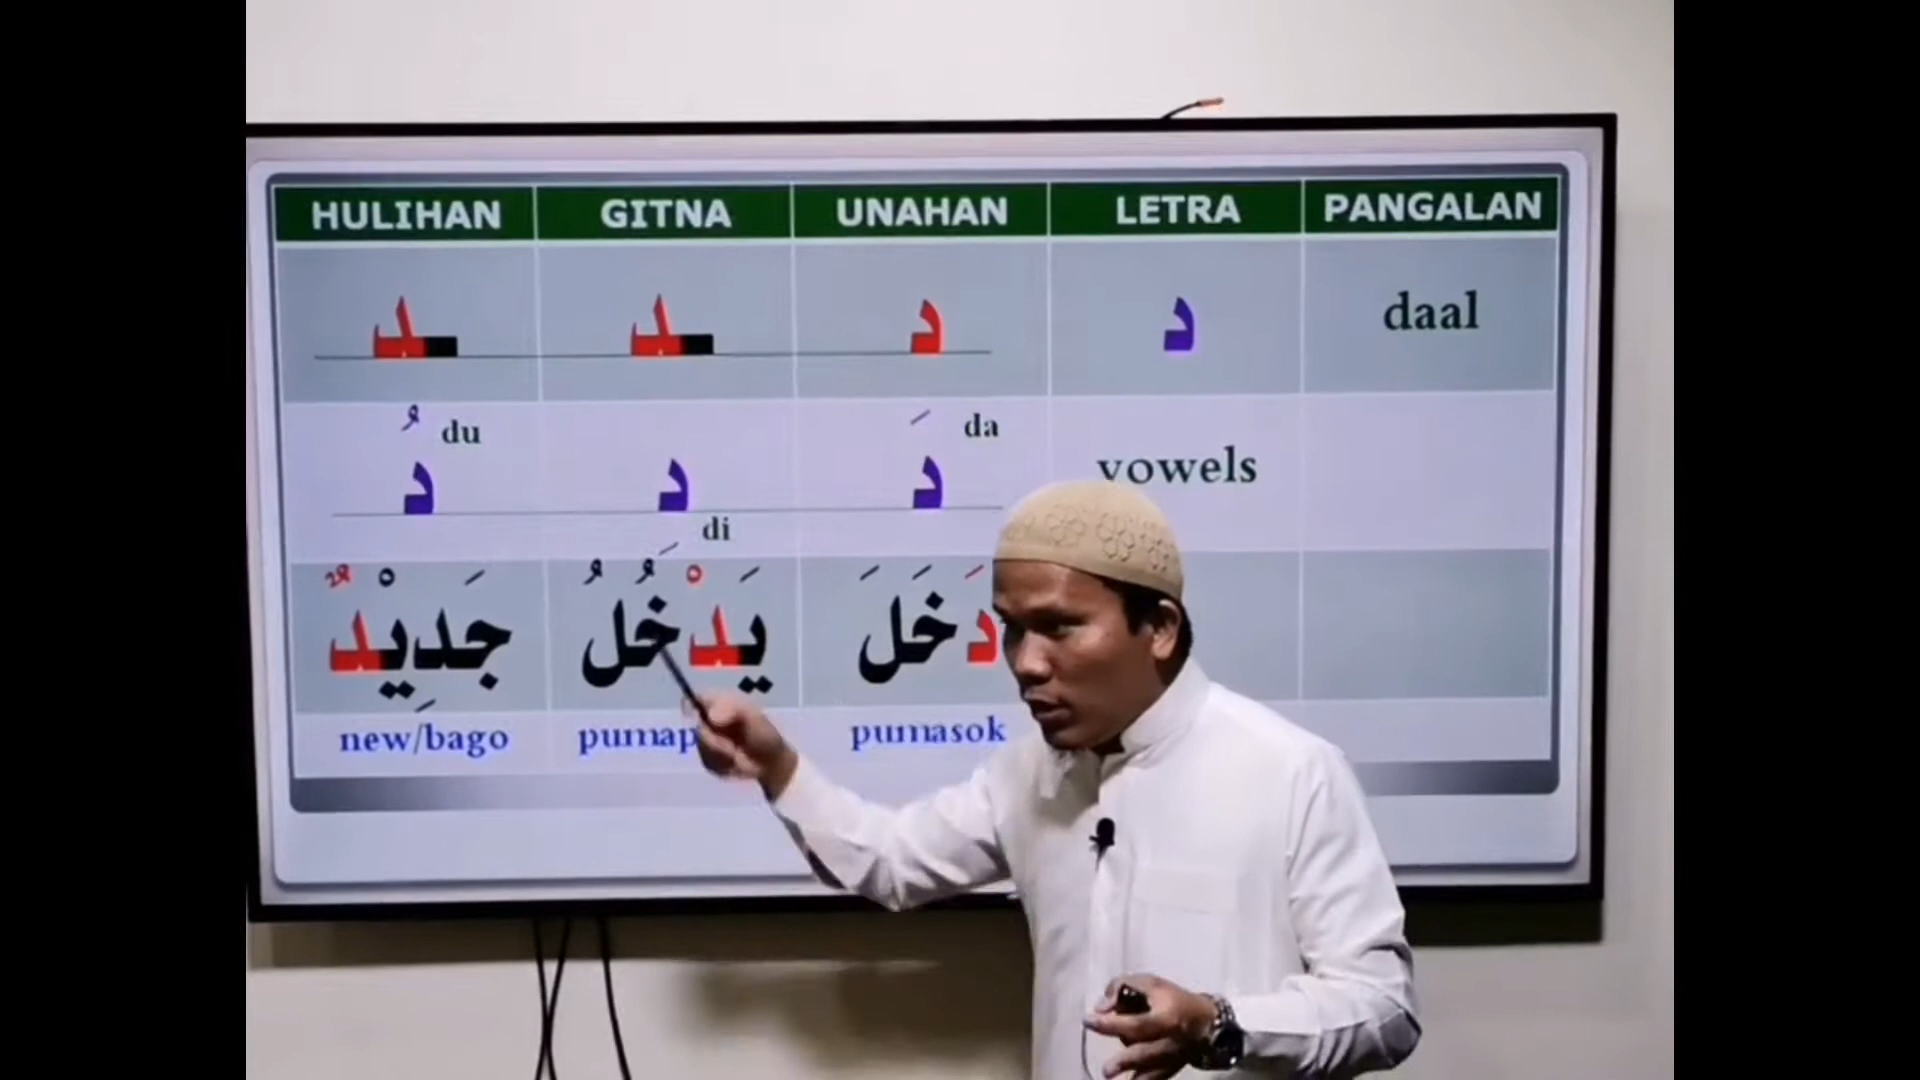 HULIHAN GITNA UNAHAN LETRA PANGALAN
ـد ـد د د daal
du da
دُ دِ دَ vowels
di
جَدِيْدٌ يَدْخُلُ دَخَلَ
new/bago pumasok